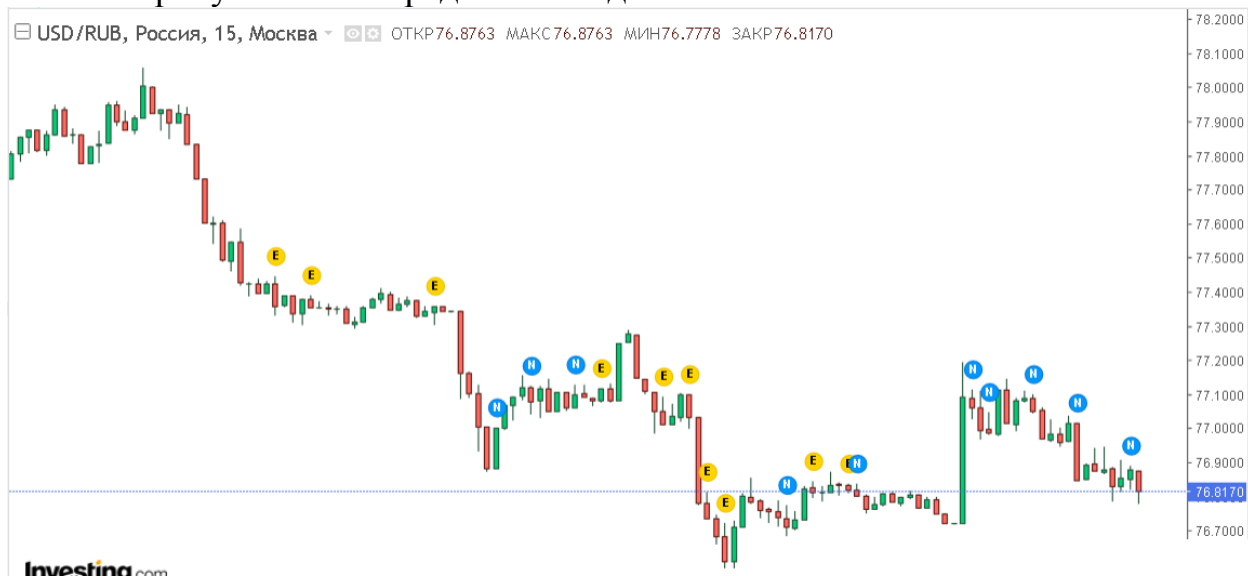 USD/RUB, Россия, 15, Москва ОТКР76.8763 МАКС76.8763 МИН76.7778 ЗАКР76.8170
78.2000
78.1000
78.0000
77.9000
77.8000
77.7000
77.6000
77.5000
77.4000
77.3000
77.2000
77.1000
77.0000
76.9000
76.8170
76.7000
E
E
E
N
N
N
E
E
E
E
E
N
E
E
N
N
N
N
N
N
Investing.com